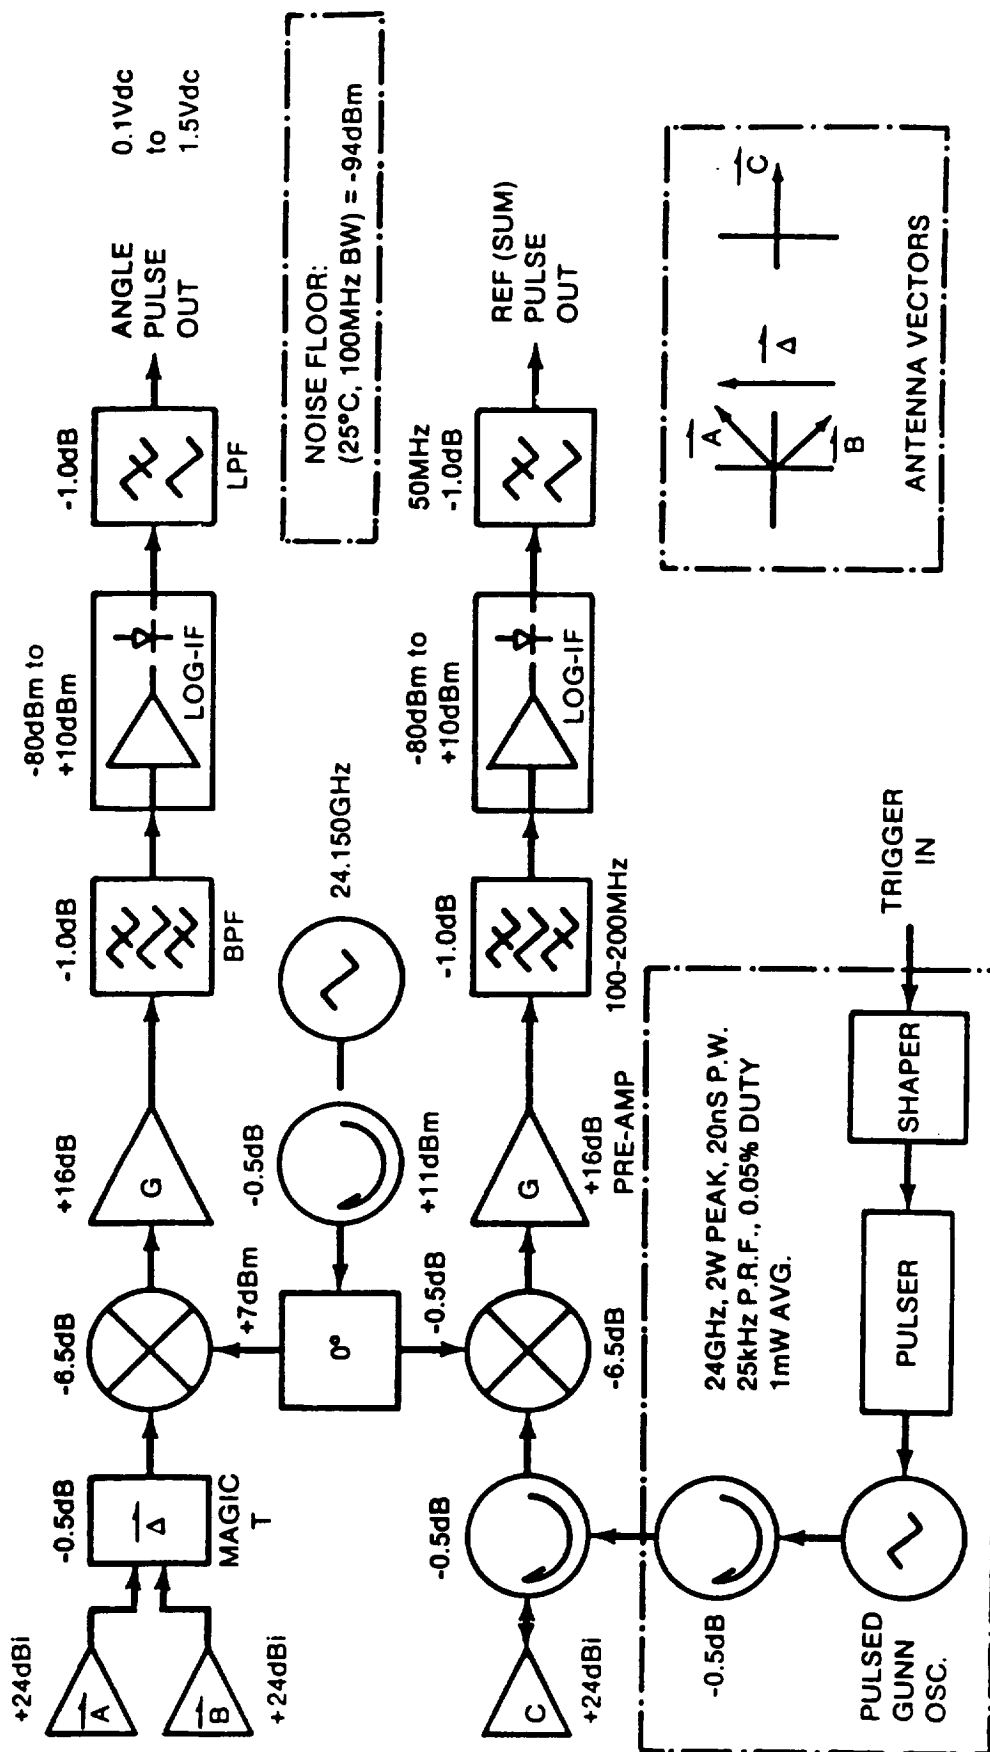 +24dBi
A
B
+24dBi
-0.5dB
Δ
MAGIC
T
-6.5dB
+16dB
G
-1.0dB
BPF
-80dBm to
+10dBm
LOG-IF
-1.0dB
LPF
ANGLE
PULSE
OUT
0.1Vdc
to
1.5Vdc
+7dBm
0°
-0.5dB
-0.5dB
+11dBm
24.150GHz
NOISE FLOOR:
(25°C, 100MHz BW) = -94dBm
C
+24dBi
-0.5dB
-6.5dB
G
+16dB
PRE-AMP
-1.0dB
100-200MHz
-80dBm to
+10dBm
LOG-IF
50MHz
-1.0dB
REF (SUM)
PULSE
OUT
-0.5dB
24GHz, 2W PEAK, 20nS P.W.
25kHz P.R.F., 0.05% DUTY
1mW AVG.
PULSED
GUNN
OSC.
PULSER
SHAPER
TRIGGER
IN
A
B
Δ
C
ANTENNA VECTORS